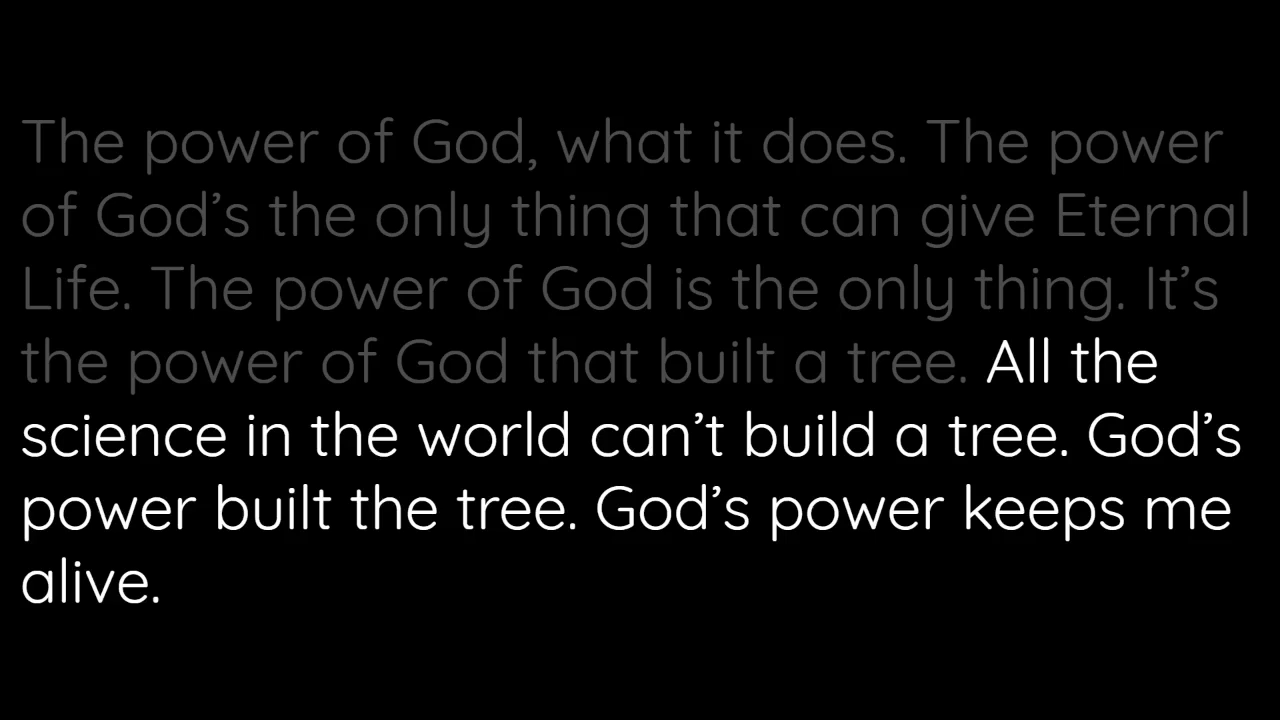 The power of God, what it does. The power
of God’s the only thing that can give Eternal
Life. The power of God is the only thing. It’s
the power of God that built a tree. All the
science in the world can’t build a tree. God’s
power built the tree. God’s power keeps me
alive.